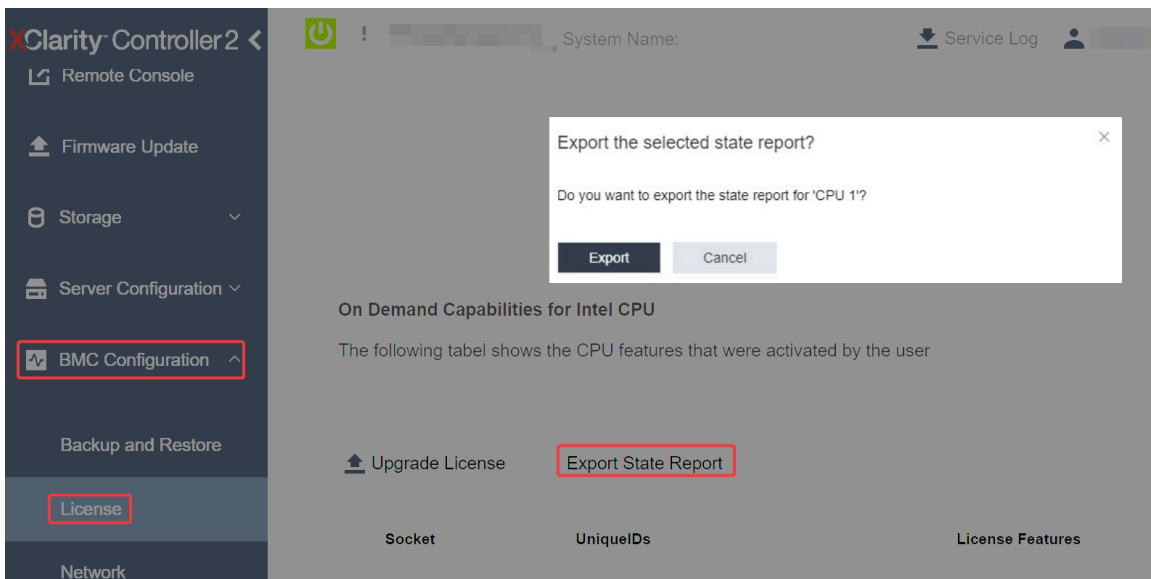 XClarity Controller 2
Remote Console
Firmware Update
Storage
Server Configuration
BMC Configuration
Backup and Restore
License
Network
! System Name:
Service Log
Export the selected state report?
Do you want to export the state report for 'CPU 1'?
Export Cancel
On Demand Capabilities for Intel CPU
The following tabel shows the CPU features that were activated by the user
Upgrade License Export State Report
Socket UniqueIDs License Features